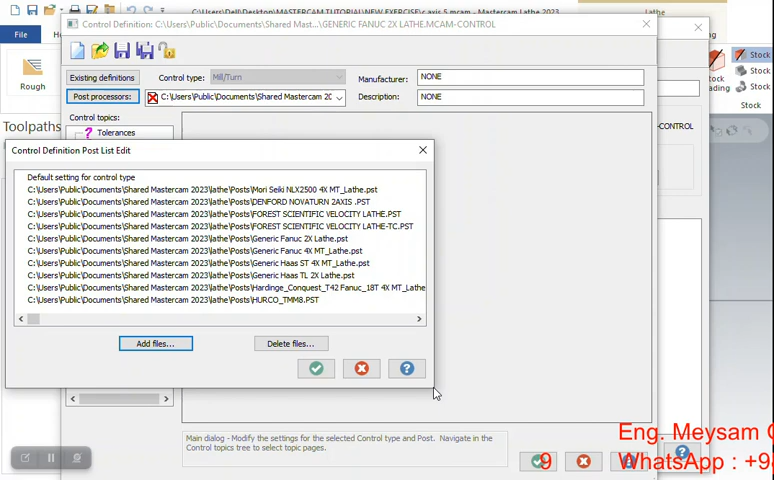 C:\Users\Dell\Desktop\MASTERCAM TUTORIAL\NEW EXERCISE\5 axis 5.mcam - Mastercam Lathe 2023
Lathe
Control Definition: C:\Users\Public\Documents\Shared Mast...\GENERIC FANUC 2X LATHE.MCAM-CONTROL
File
Existing definitions
Control type:
Mill/Turn
Manufacturer:
NONE
Post processors:
C:\Users\Public\Documents\Shared Mastercam 20
Description:
NONE
Rough
Stock
Stock
Control topics:
Toolpaths
Tolerances
-CONTROL
Control Definition Post List Edit
Default setting for control type
C:\Users\Public\Documents\Shared Mastercam 2023\lathe\Posts\Mori Seiki NLX2500 4X MT_Lathe.pst
C:\Users\Public\Documents\Shared Mastercam 2023\lathe\Posts\DENFORD NOVATURN 2AXIS .PST
C:\Users\Public\Documents\Shared Mastercam 2023\lathe\Posts\FOREST SCIENTIFIC VELOCITY LATHE.PST
C:\Users\Public\Documents\Shared Mastercam 2023\lathe\Posts\FOREST SCIENTIFIC VELOCITY LATHE-TC.PST
C:\Users\Public\Documents\Shared Mastercam 2023\lathe\Posts\Generic Fanuc 2X Lathe.pst
C:\Users\Public\Documents\Shared Mastercam 2023\lathe\Posts\Generic Fanuc 4X MT_Lathe.pst
C:\Users\Public\Documents\Shared Mastercam 2023\lathe\Posts\Generic Haas ST 4X MT_Lathe.pst
C:\Users\Public\Documents\Shared Mastercam 2023\lathe\Posts\Generic Haas TL 2X Lathe.pst
C:\Users\Public\Documents\Shared Mastercam 2023\lathe\Posts\Hardinge_Conquest_T42 Fanuc_18T 4X MT_Lathe
C:\Users\Public\Documents\Shared Mastercam 2023\lathe\Posts\HURCO_TMM8.PST
Add files...
Delete files...
Main dialog - Modify the settings for the selected Control type and Post. Navigate in the
Control topics tree to select topic pages.
Eng. Meysam
9
WhatsApp : +98